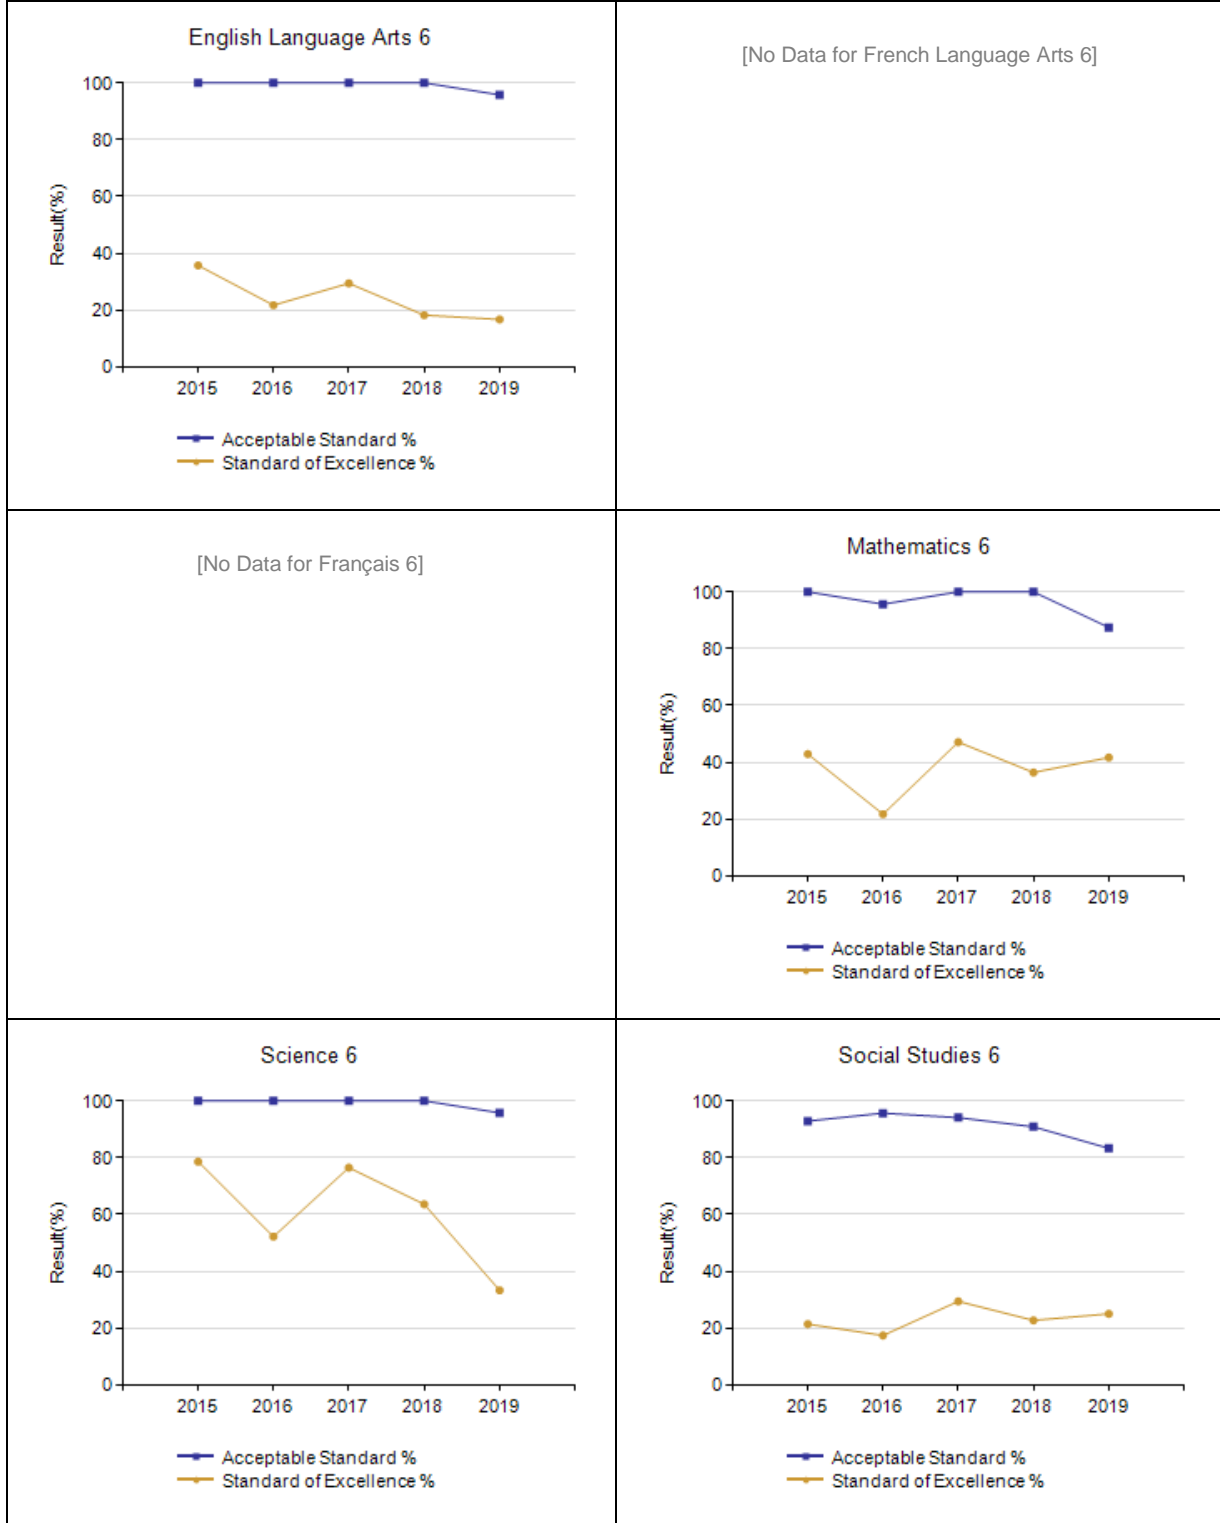 English Language Arts 6
100
80
60
40
20
0
Result(%)
2015 2016 2017 2018 2019
Acceptable Standard %
Standard of Excellence %
[No Data for French Language Arts 6]
[No Data for Français 6]
Mathematics 6
100
80
60
40
20
0
Result(%)
2015 2016 2017 2018 2019
Acceptable Standard %
Standard of Excellence %
Science 6
100
80
60
40
20
0
Result(%)
2015 2016 2017 2018 2019
Acceptable Standard %
Standard of Excellence %
Social Studies 6
100
80
60
40
20
0
Result(%)
2015 2016 2017 2018 2019
Acceptable Standard %
Standard of Excellence %